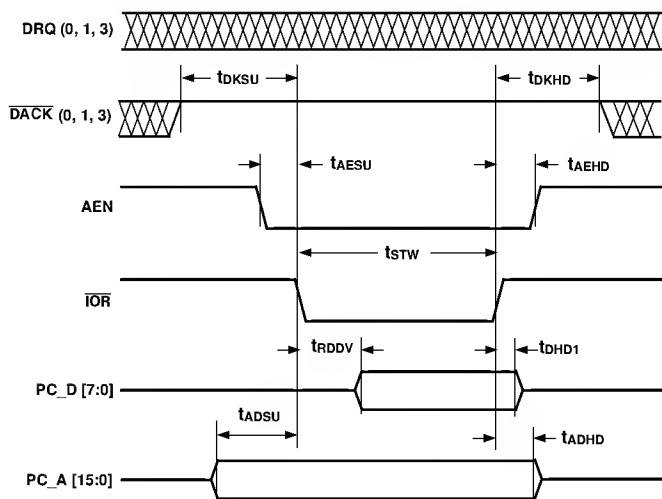 DRQ (0, 1, 3)
tDKSU
tDKHD
DACK (0, 1, 3)
tAESU
tAEHD
AEN
tSTW
IOR
tRDDV
tDHD1
PC_D [7:0]
tADSU
tADHD
PC_A [15:0]